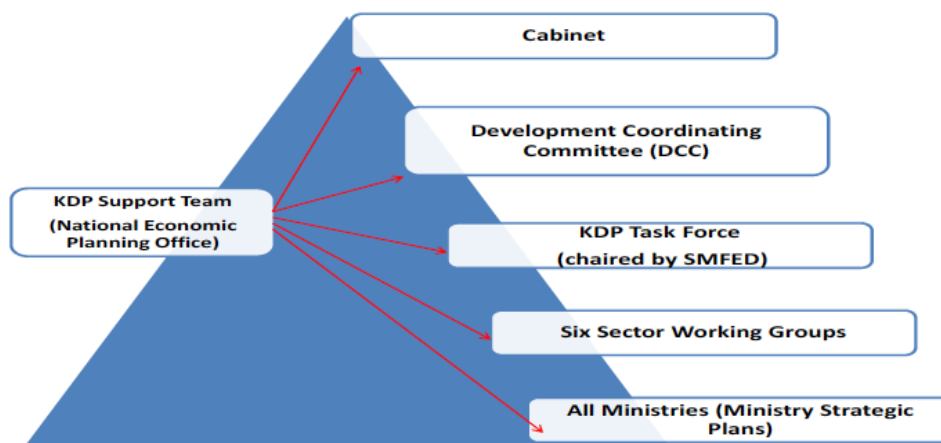 Cabinet
Development Coordinating
Committee (DCC)
KDP Support Team
(National Economic
Planning Office)
KDP Task Force
(chaired by SMFED)
Six Sector Working Groups
All Ministries (Ministry Strategic
Plans)